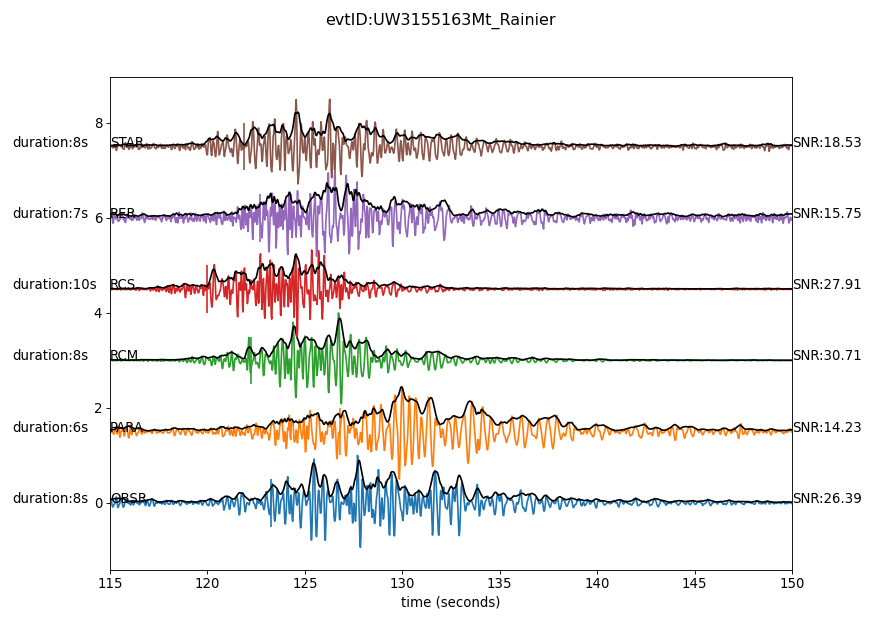 evtID:UW3155163Mt_Rainier
8
duration:8s STAR SNR:18.53
duration:7s RER SNR:15.75
6
duration:10s RCS SNR:27.91
4
duration:8s RCM SNR:30.71
2
duration:6s PARA SNR:14.23
duration:8s OBSR SNR:26.39
0
115 120 125 130 135 140 145 150
time (seconds)